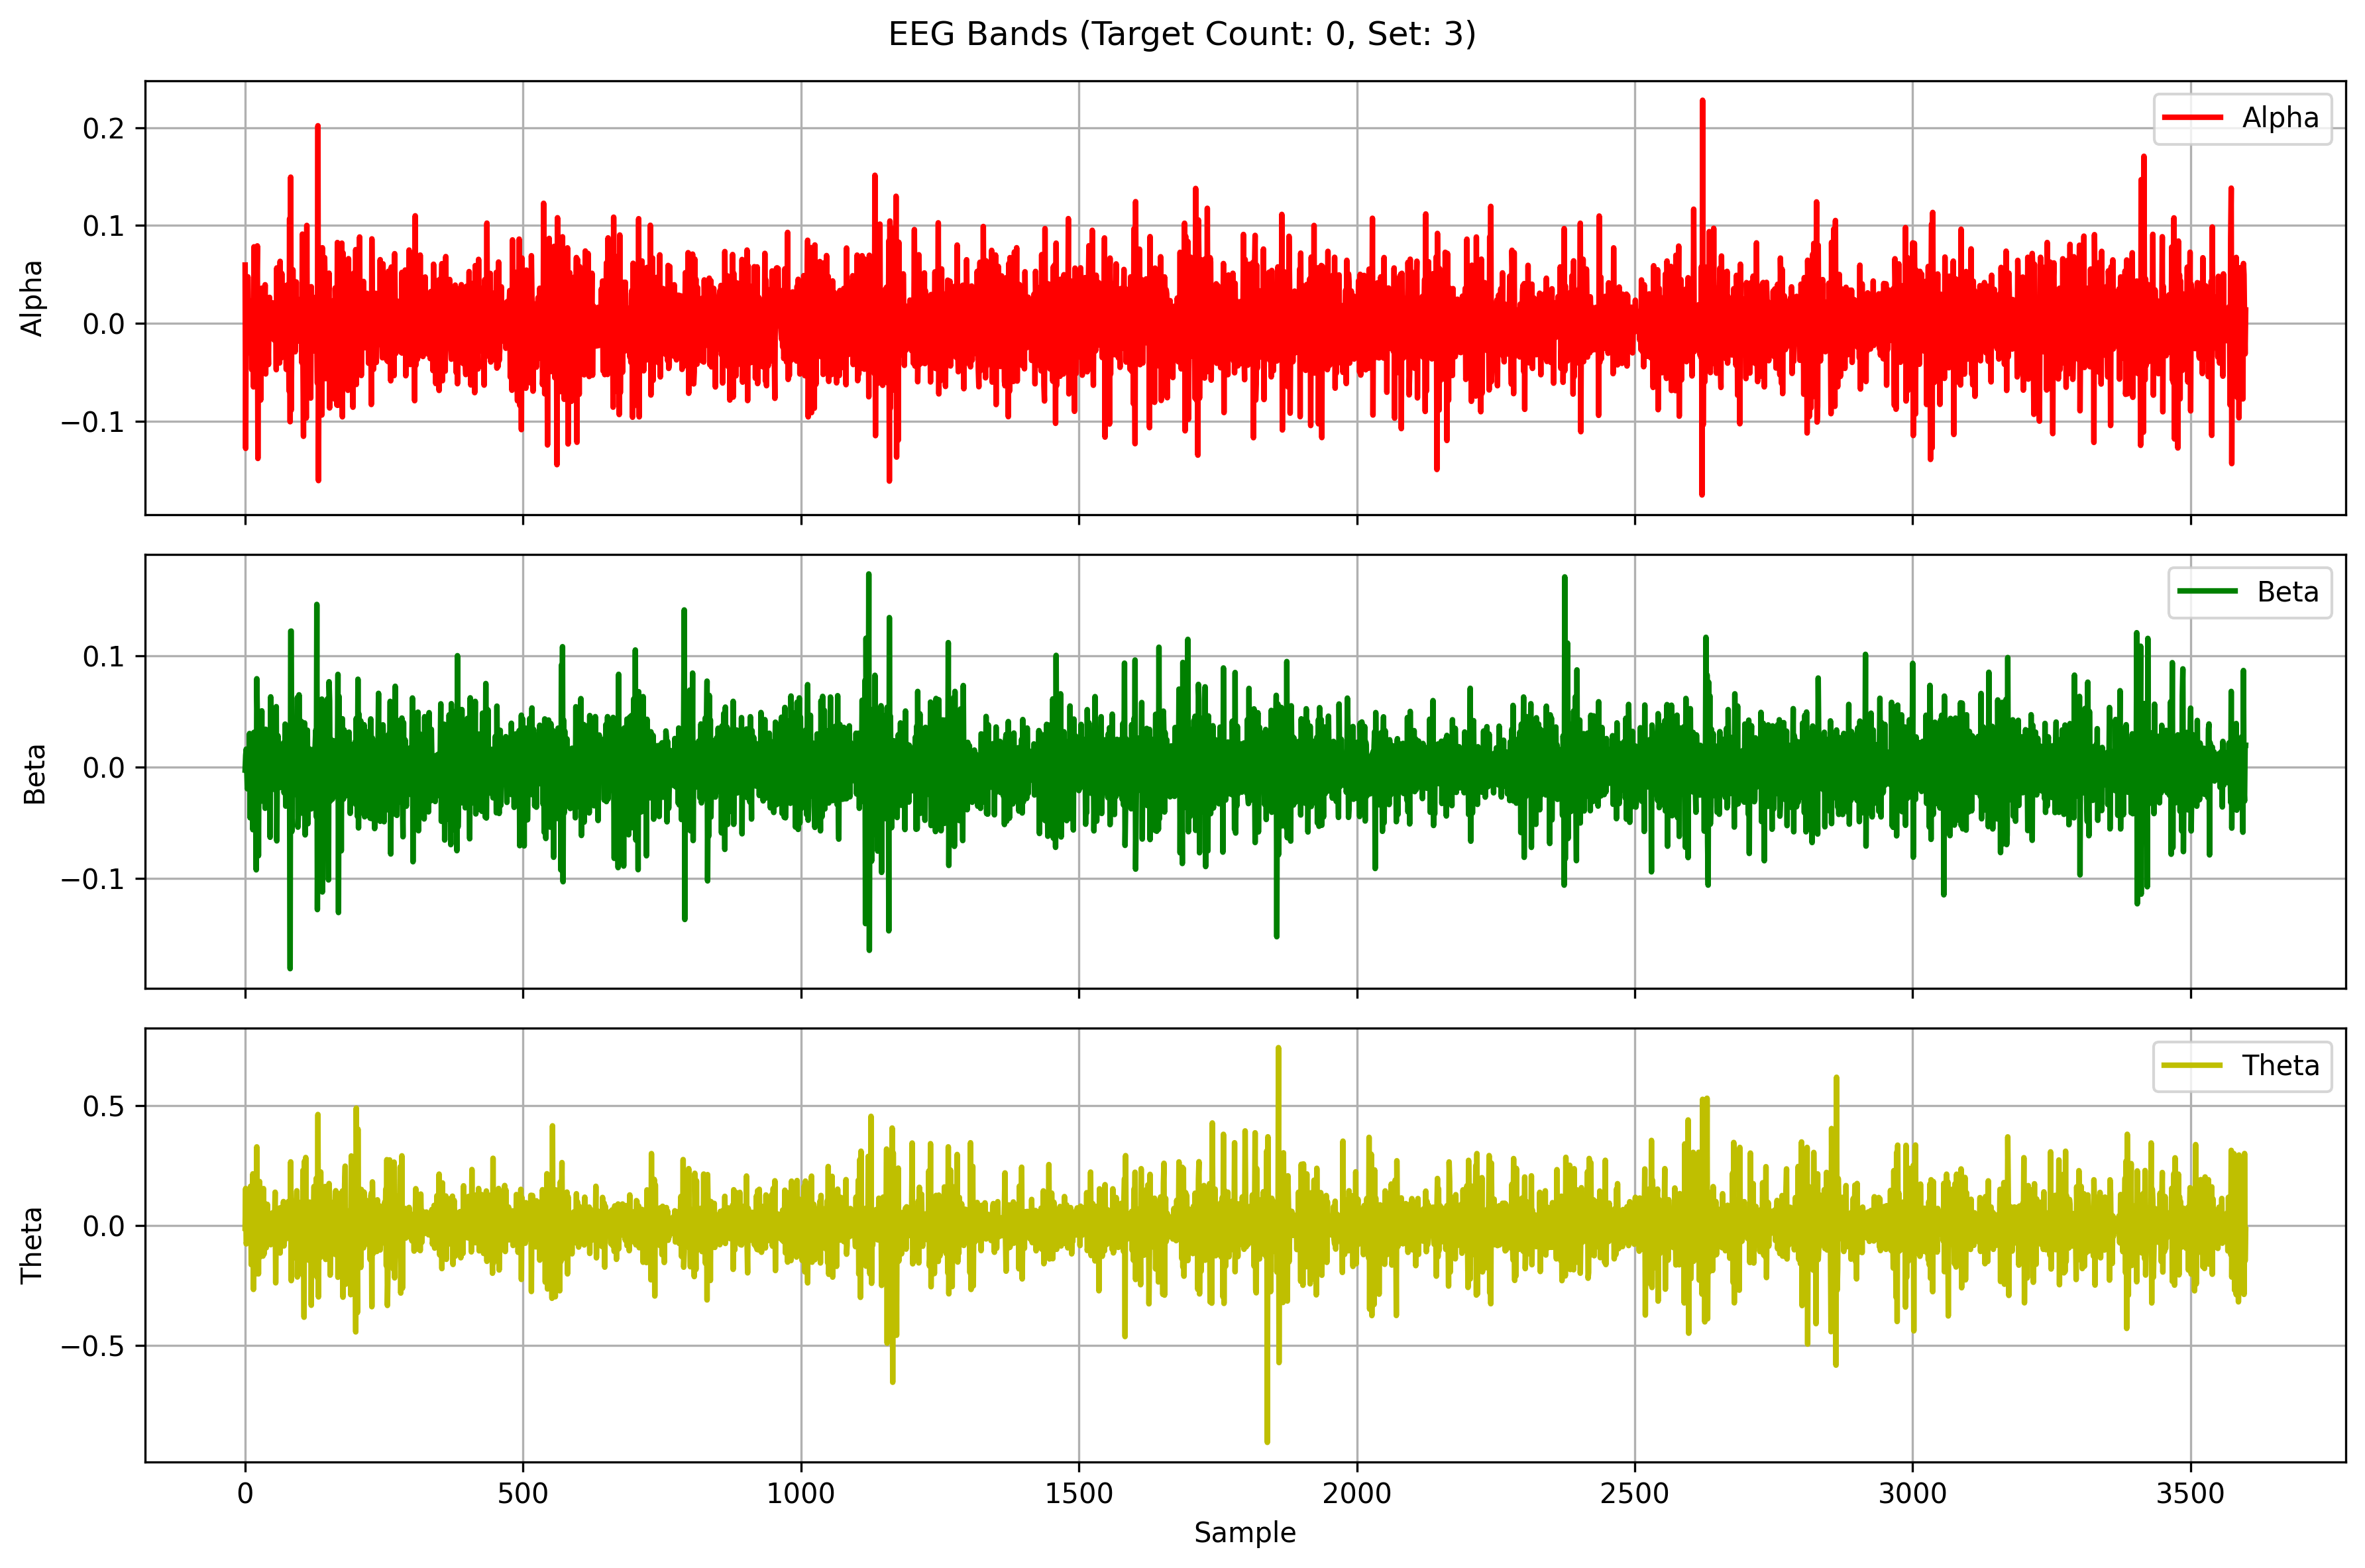 EEG Bands (Target Count: 0, Set: 3)
Alpha
0.2
0.1
0.0
−0.1
Alpha
Beta
0.1
0.0
−0.1
Beta
Theta
0.5
0.0
−0.5
Theta
0 500 1000 1500 2000 2500 3000 3500
Sample